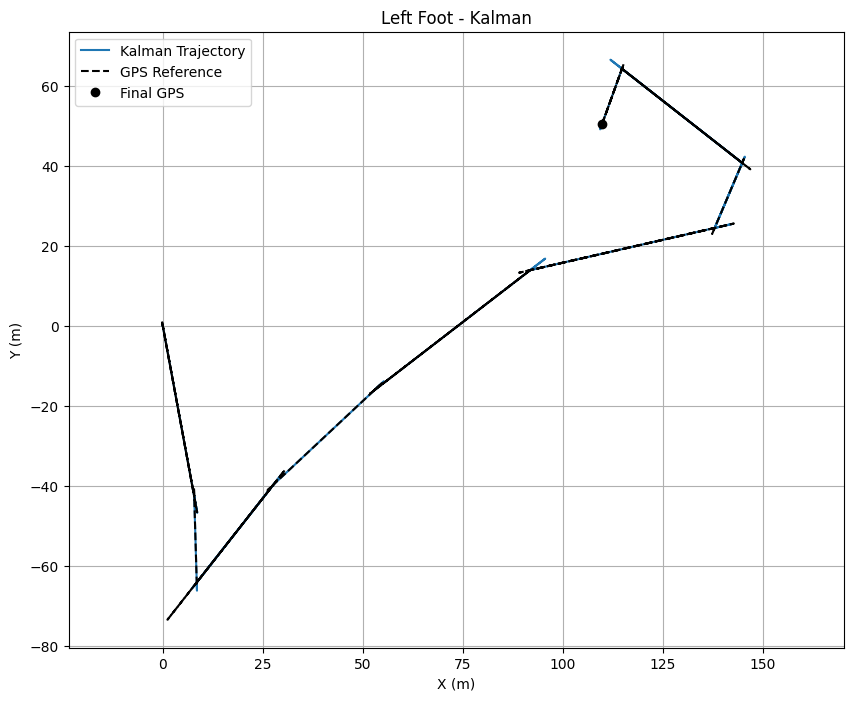 Left Foot - Kalman
Kalman Trajectory
GPS Reference
Final GPS
60
40
20
0
−20
−40
−60
−80
Y (m)
0
25
50
75
100
125
150
X (m)